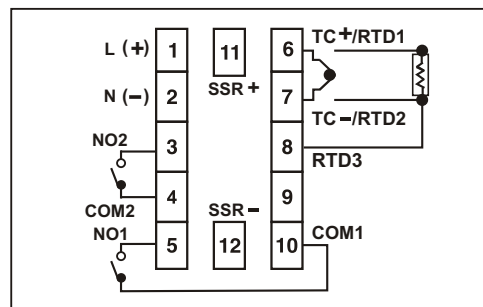 L (+) 1 11 6 TC+/RTD1
SSR +
N (−) 2 7 TC−/RTD2
NO2 3 8 RTD3
COM2 4 9
SSR −
NO1 5 12 10 COM1